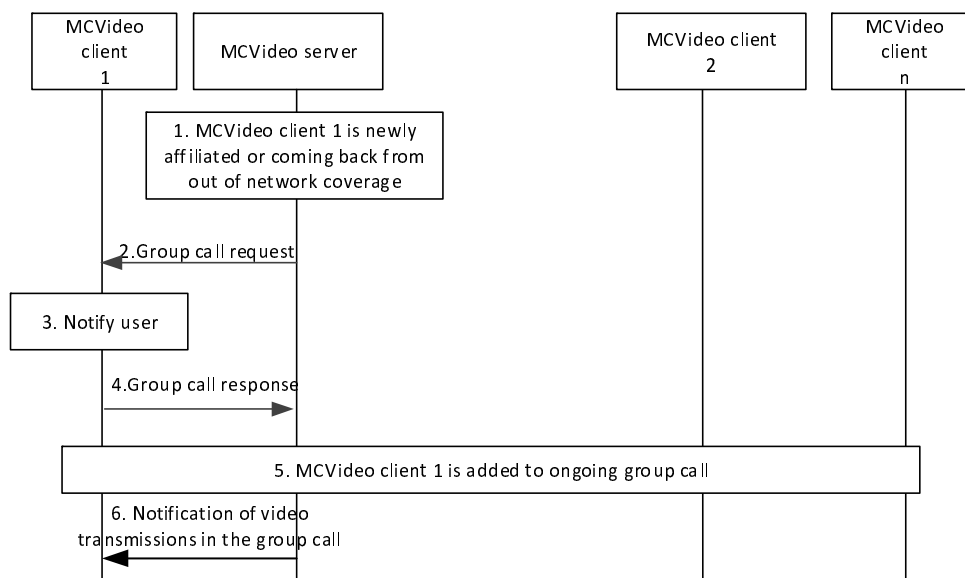 MCVideo
client
1
MCVideo server
MCVideo client
2
MCVideo
client
n
1. MCVideo client 1 is newly
affiliated or coming back from
out of network coverage
2.Group call request
3. Notify user
4.Group call response
5. MCVideo client 1 is added to ongoing group call
6. Notification of video
transmissions in the group call